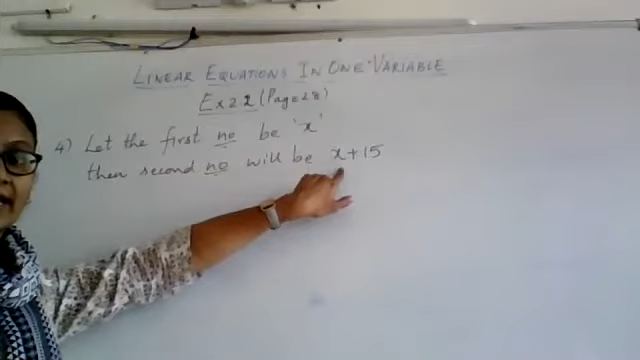 LINEAR EQUATIONS IN ONE VARIABLE
Ex 2.2 (Page 28)
4) Let the first no be 'x'
then second no will be x+15